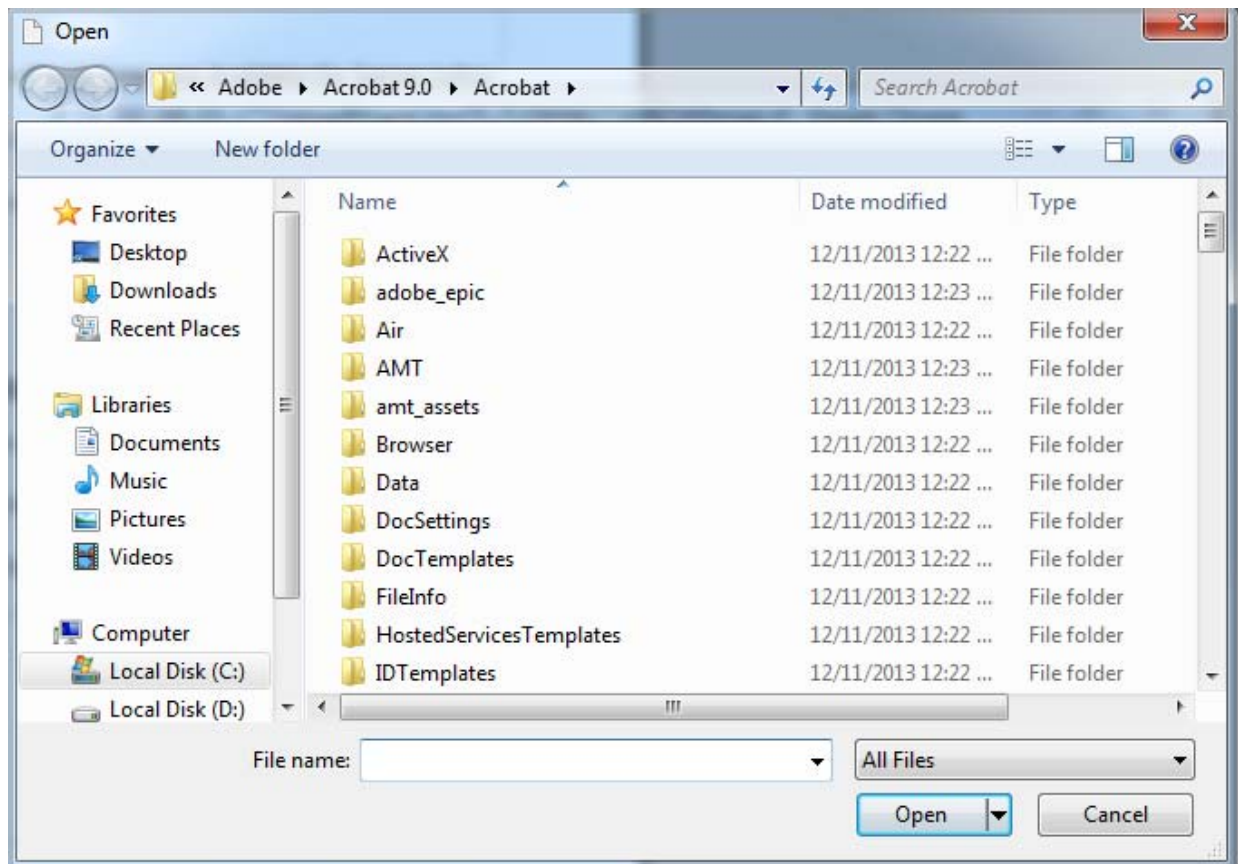 Open
« Adobe ▸ Acrobat 9.0 ▸ Acrobat ▸ Search Acrobat
Organize ▾ New folder
Favorites
Desktop
Downloads
Recent Places
Libraries
Documents
Music
Pictures
Videos
Computer
Local Disk (C:)
Local Disk (D:)
Name Date modified Type
ActiveX 12/11/2013 12:22 ... File folder
adobe_epic 12/11/2013 12:23 ... File folder
Air 12/11/2013 12:22 ... File folder
AMT 12/11/2013 12:23 ... File folder
amt_assets 12/11/2013 12:23 ... File folder
Browser 12/11/2013 12:22 ... File folder
Data 12/11/2013 12:22 ... File folder
DocSettings 12/11/2013 12:22 ... File folder
DocTemplates 12/11/2013 12:22 ... File folder
FileInfo 12/11/2013 12:22 ... File folder
HostedServicesTemplates 12/11/2013 12:22 ... File folder
IDTemplates 12/11/2013 12:22 ... File folder
File name: All Files
Open Cancel